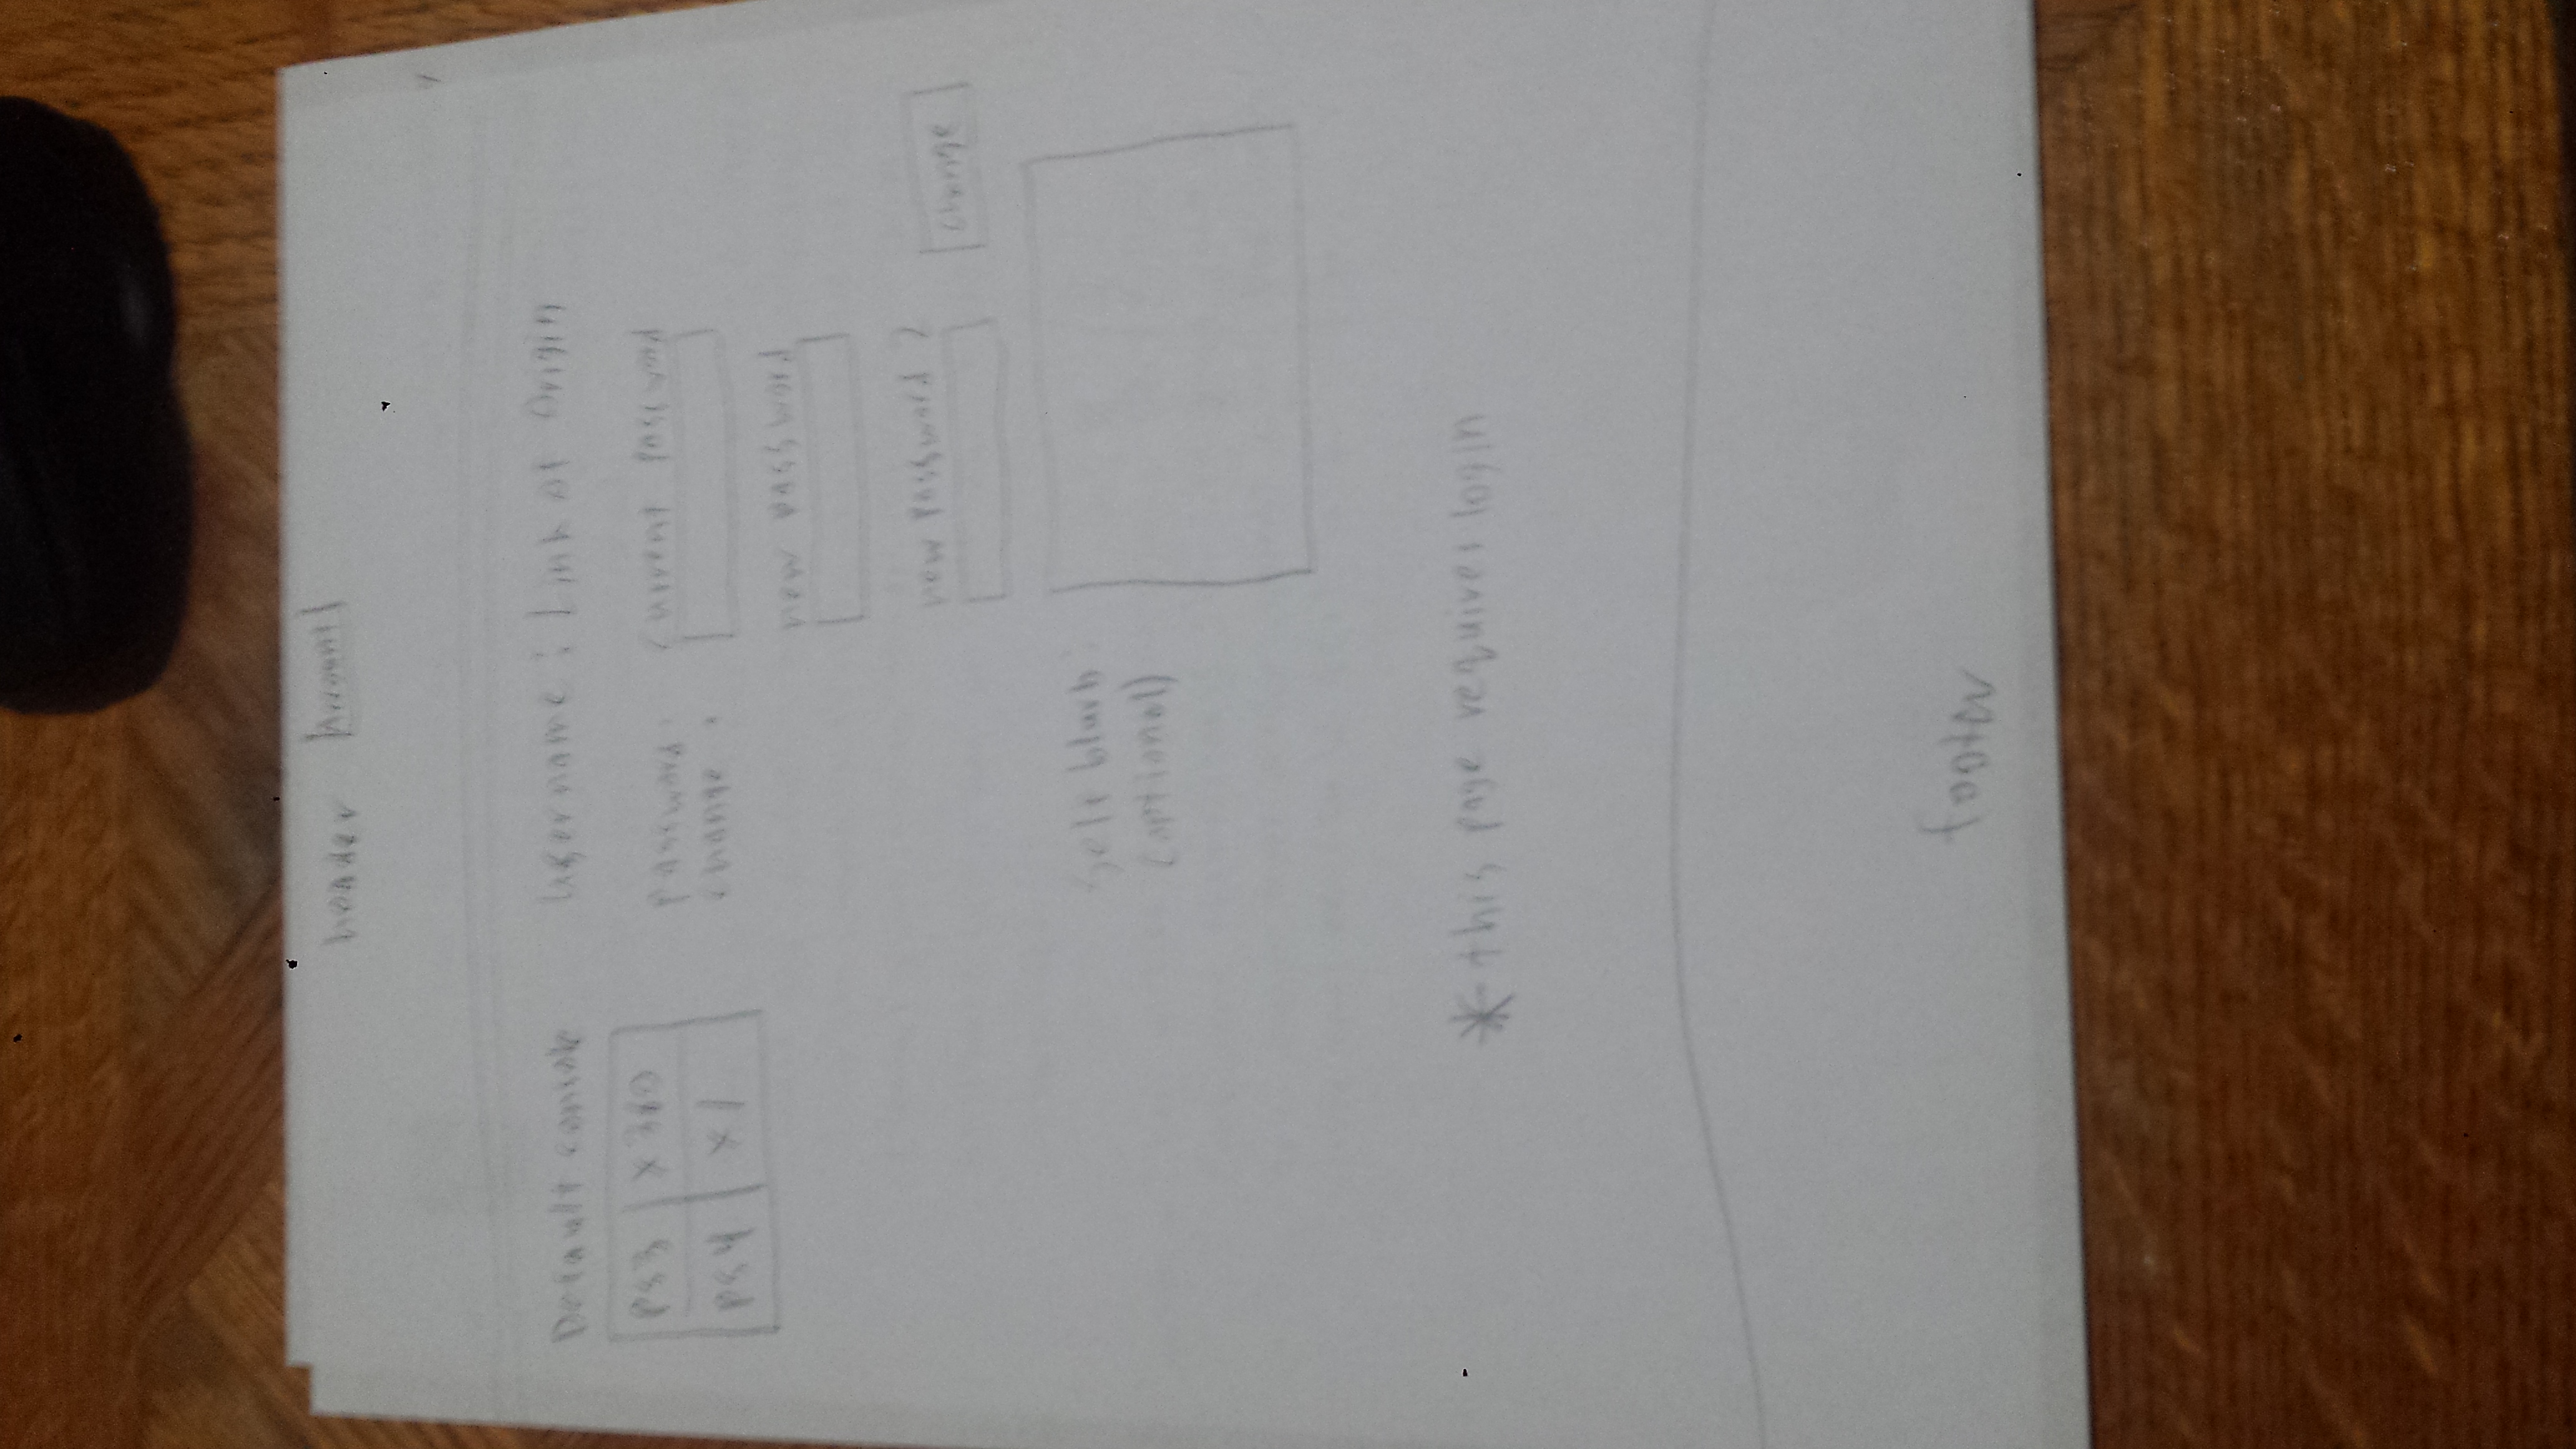 header Account
Default console
PS3 X360
PS4 X1
Username : Link of Origin
password change :
Current Password
new password
new password 2
change
Self blurb :
(optional)
* this page requires login
footer